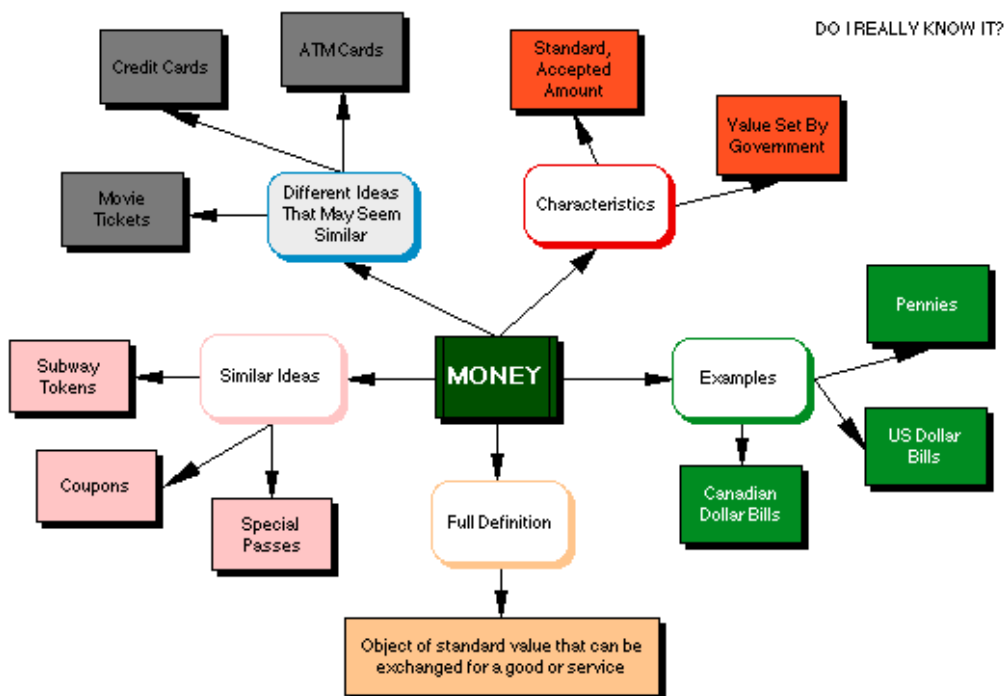 DO I REALLY KNOW IT?
ATM Cards
Credit Cards
Standard,
Accepted
Amount
Value Set By
Government
Different Ideas
That May Seem
Similar
Movie
Tickets
Characteristics
Pennies
Subway
Tokens
Similar Ideas
MONEY
Examples
US Dollar
Bills
Coupons
Special
Passes
Full Definition
Canadian
Dollar Bills
Object of standard value that can be
exchanged for a good or service